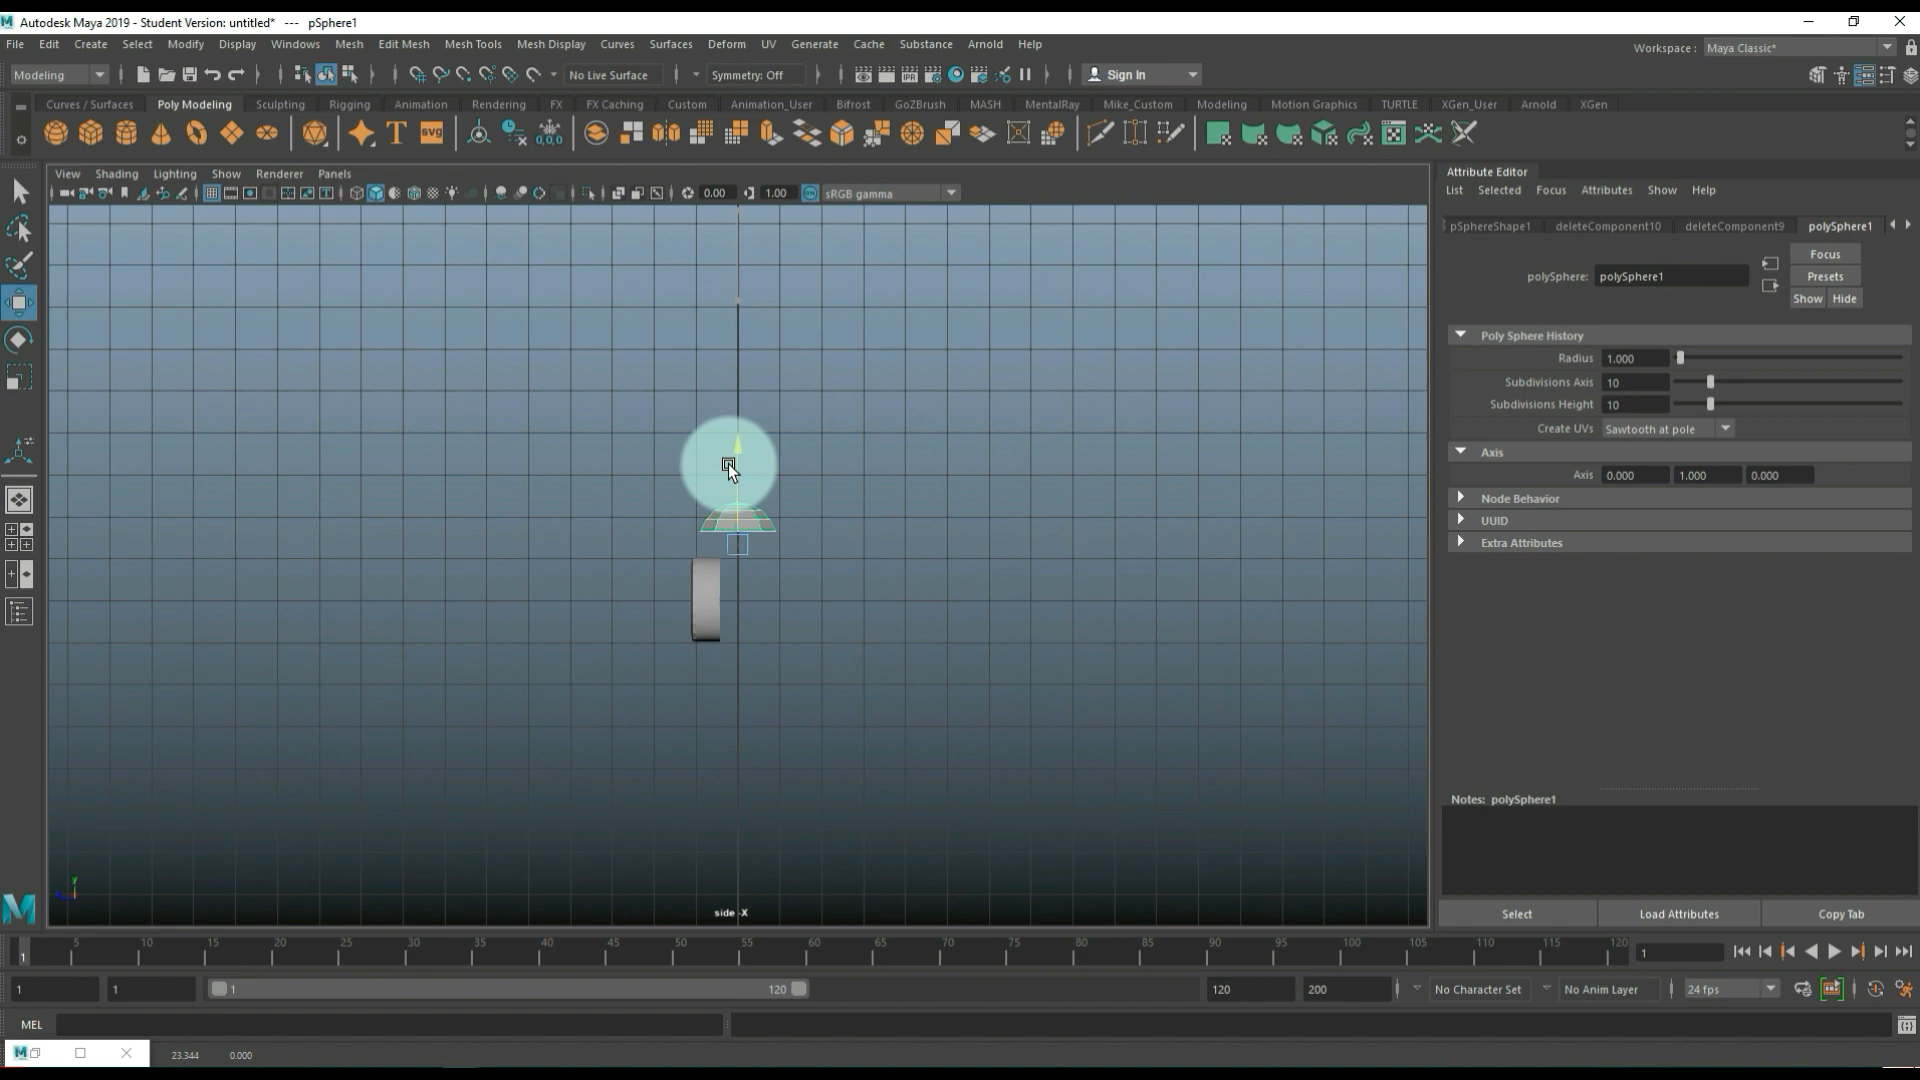 Autodesk Maya 2019 - Student Version: untitled* --- pSphere1
File Edit Create Select Modify Display Windows Mesh Edit Mesh Mesh Tools Mesh Display Curves Surfaces Deform UV Generate Cache Substance Arnold Help
Workspace : Maya Classic*
Modeling No Live Surface Symmetry: Off Sign In
Curves / Surfaces Poly Modeling Sculpting Rigging Animation Rendering FX FX Caching Custom Animation_User Bifrost GoZBrush MASH MentalRay Mike_Custom Modeling Motion Graphics TURTLE XGen_User Arnold XGen
View Shading Lighting Show Renderer Panels
0.00 1.00 sRGB gamma
side -X
Attribute Editor
List Selected Focus Attributes Show Help
pSphereShape1 deleteComponent10 deleteComponent9 polySphere1
Focus
polySphere: polySphere1 Presets
Show Hide
Poly Sphere History
Radius 1.000
Subdivisions Axis 10
Subdivisions Height 10
Create UVs Sawtooth at pole
Axis
Axis 0.000 1.000 0.000
Node Behavior
UUID
Extra Attributes
Notes: polySphere1
Select Load Attributes Copy Tab
1 5 10 15 20 25 30 35 40 45 50 55 60 65 70 75 80 85 90 95 100 105 110 115 120 1
1 1 1 120 120 200 No Character Set No Anim Layer 24 fps
MEL
23.344 0.000